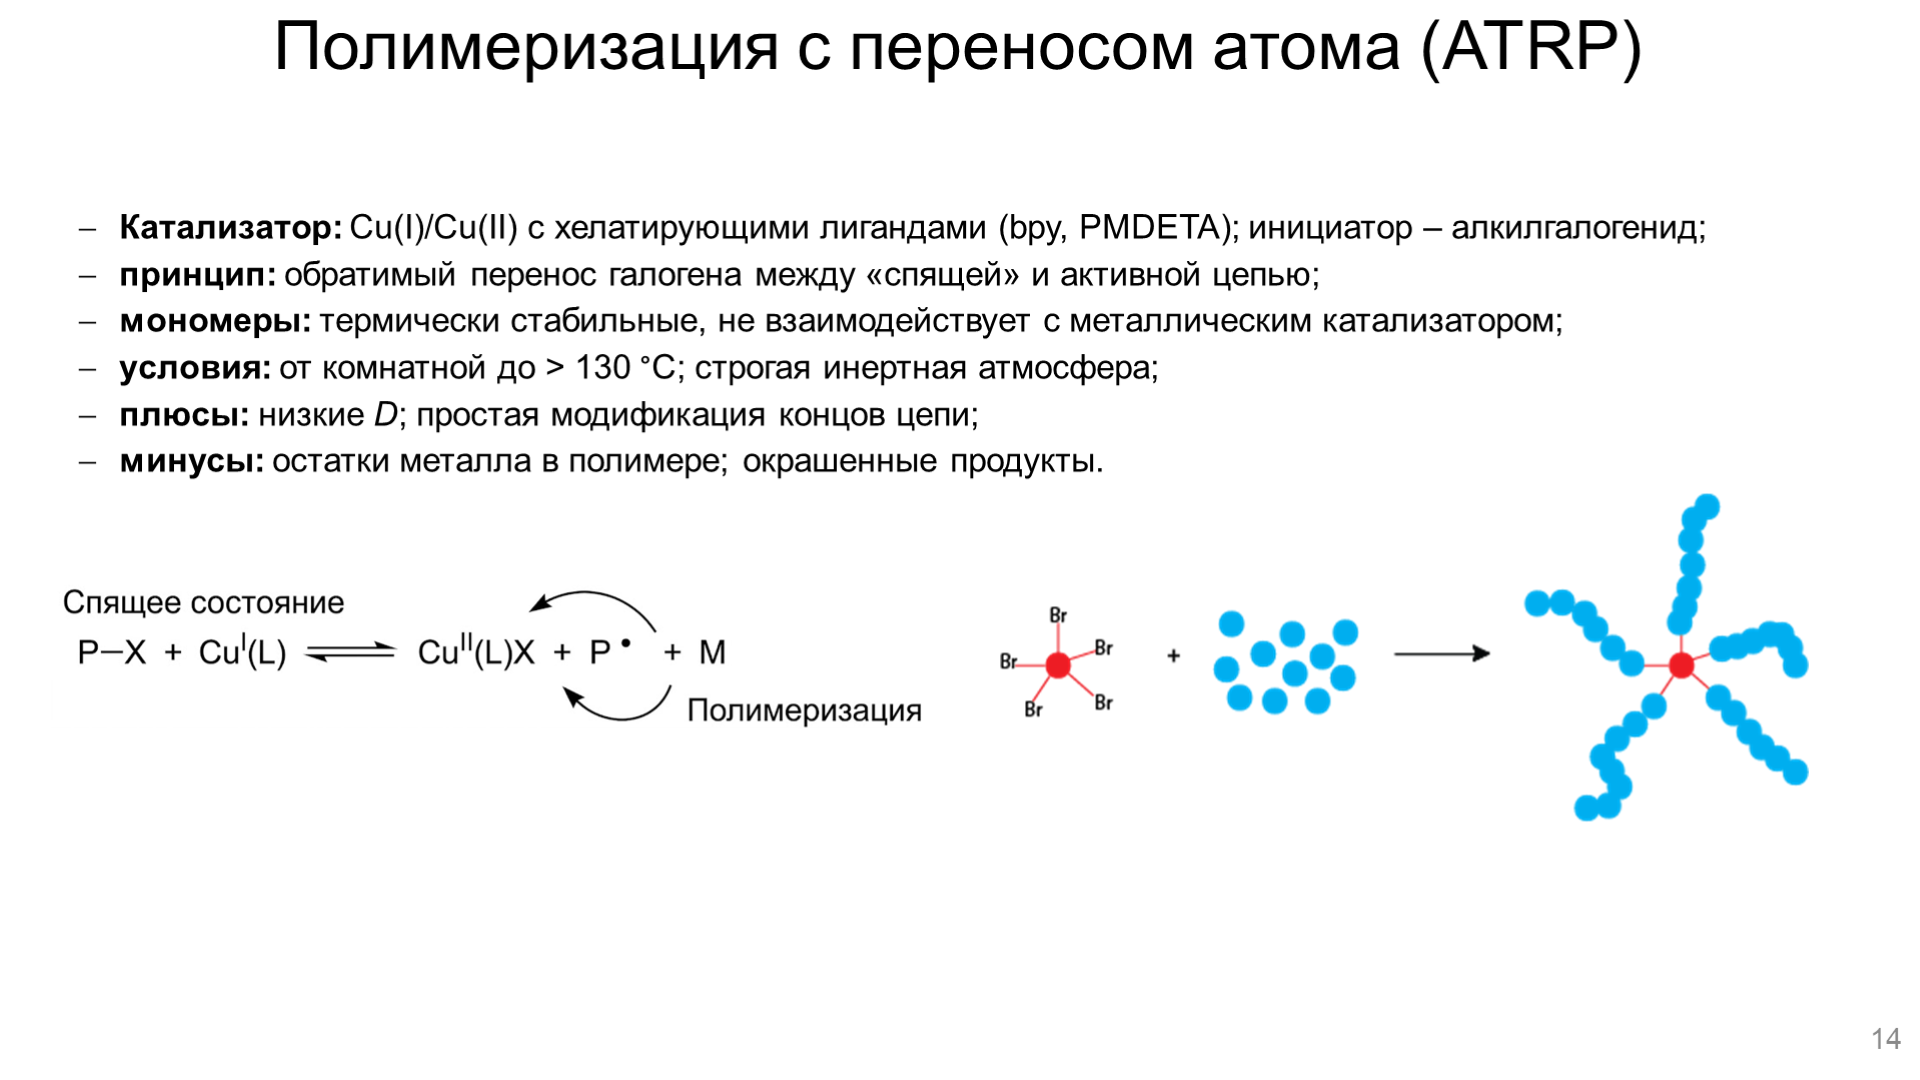 Полимеризация с переносом атома (ATRP)
– Катализатор: Cu(I)/Cu(II) с хелатирующими лигандами (bpy, PMDETA); инициатор – алкилгалогенид;
– принцип: обратимый перенос галогена между «спящей» и активной цепью;
– мономеры: термически стабильные, не взаимодействует с металлическим катализатором;
– условия: от комнатной до > 130 °C; строгая инертная атмосфера;
– плюсы: низкие D; простая модификация концов цепи;
– минусы: остатки металла в полимере; окрашенные продукты.
Спящее состояние
P–X + Cuᴵ(L) ⇌ Cuᴵᴵ(L)X + P• + M
Полимеризация
Br
Br
Br
Br
Br
+
14